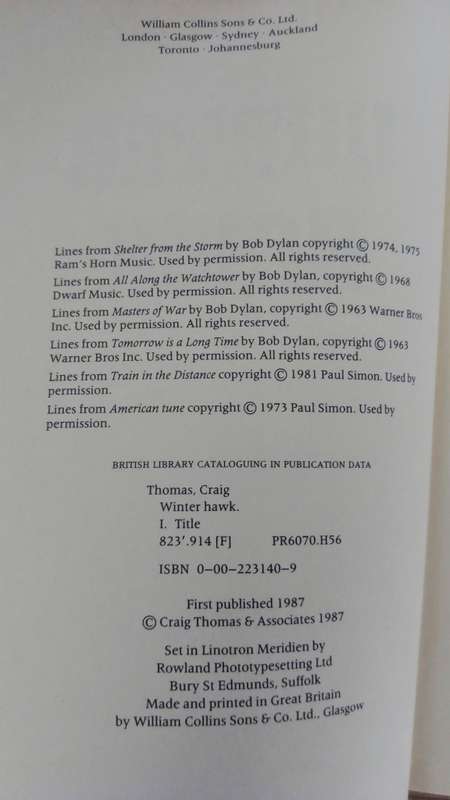 William Collins Sons & Co. Ltd.
London · Glasgow · Sydney · Auckland
Toronto · Johannesburg
Lines from Shelter from the Storm by Bob Dylan copyright © 1974, 1975
Ram's Horn Music. Used by permission. All rights reserved.
Lines from All Along the Watchtower by Bob Dylan, copyright © 1968
Dwarf Music. Used by permission. All rights reserved.
Lines from Masters of War by Bob Dylan, copyright © 1963 Warner Bros
Inc. Used by permission. All rights reserved.
Lines from Tomorrow is a Long Time by Bob Dylan, copyright © 1963
Warner Bros Inc. Used by permission. All rights reserved.
Lines from Train in the Distance copyright © 1981 Paul Simon. Used by
permission.
Lines from American tune copyright © 1973 Paul Simon. Used by
permission.
BRITISH LIBRARY CATALOGUING IN PUBLICATION DATA
Thomas, Craig
Winter hawk.
I. Title
823'.914 [F] PR6070.H56
ISBN 0–00–223140–9
First published 1987
© Craig Thomas & Associates 1987
Set in Linotron Meridien by
Rowland Phototypesetting Ltd
Bury St Edmunds, Suffolk
Made and printed in Great Britain
by William Collins Sons & Co. Ltd., Glasgow